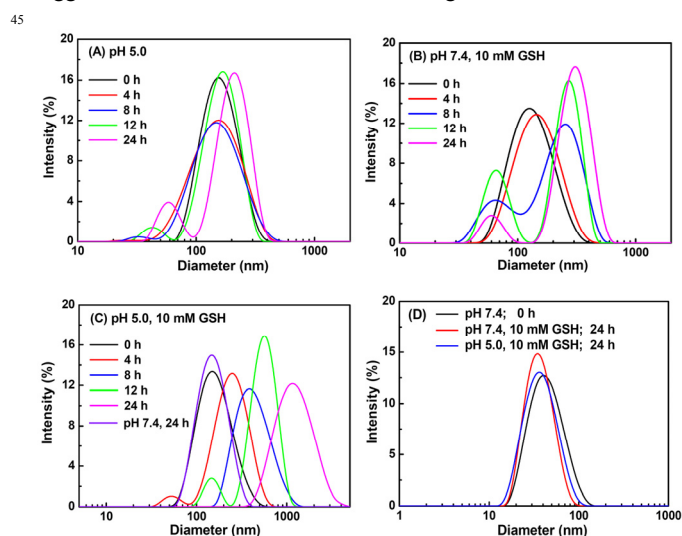 45
(A) pH 5.0
0 h
4 h
8 h
12 h
24 h
20
16
12
8
4
0
10
100
1000
Intensity (%)
Diameter (nm)
(B) pH 7.4, 10 mM GSH
0 h
4 h
8 h
12 h
24 h
20
16
12
8
4
0
10
100
1000
Intensity (%)
Diameter (nm)
(C) pH 5.0, 10 mM GSH
0 h
4 h
8 h
12 h
24 h
pH 7.4, 24 h
20
16
12
8
4
0
10
100
1000
Intensity (%)
Diameter (nm)
(D)
pH 7.4; 0 h
pH 7.4, 10 mM GSH; 24 h
pH 5.0, 10 mM GSH; 24 h
20
15
10
5
0
1
10
100
1000
Intensity (%)
Diameter (nm)